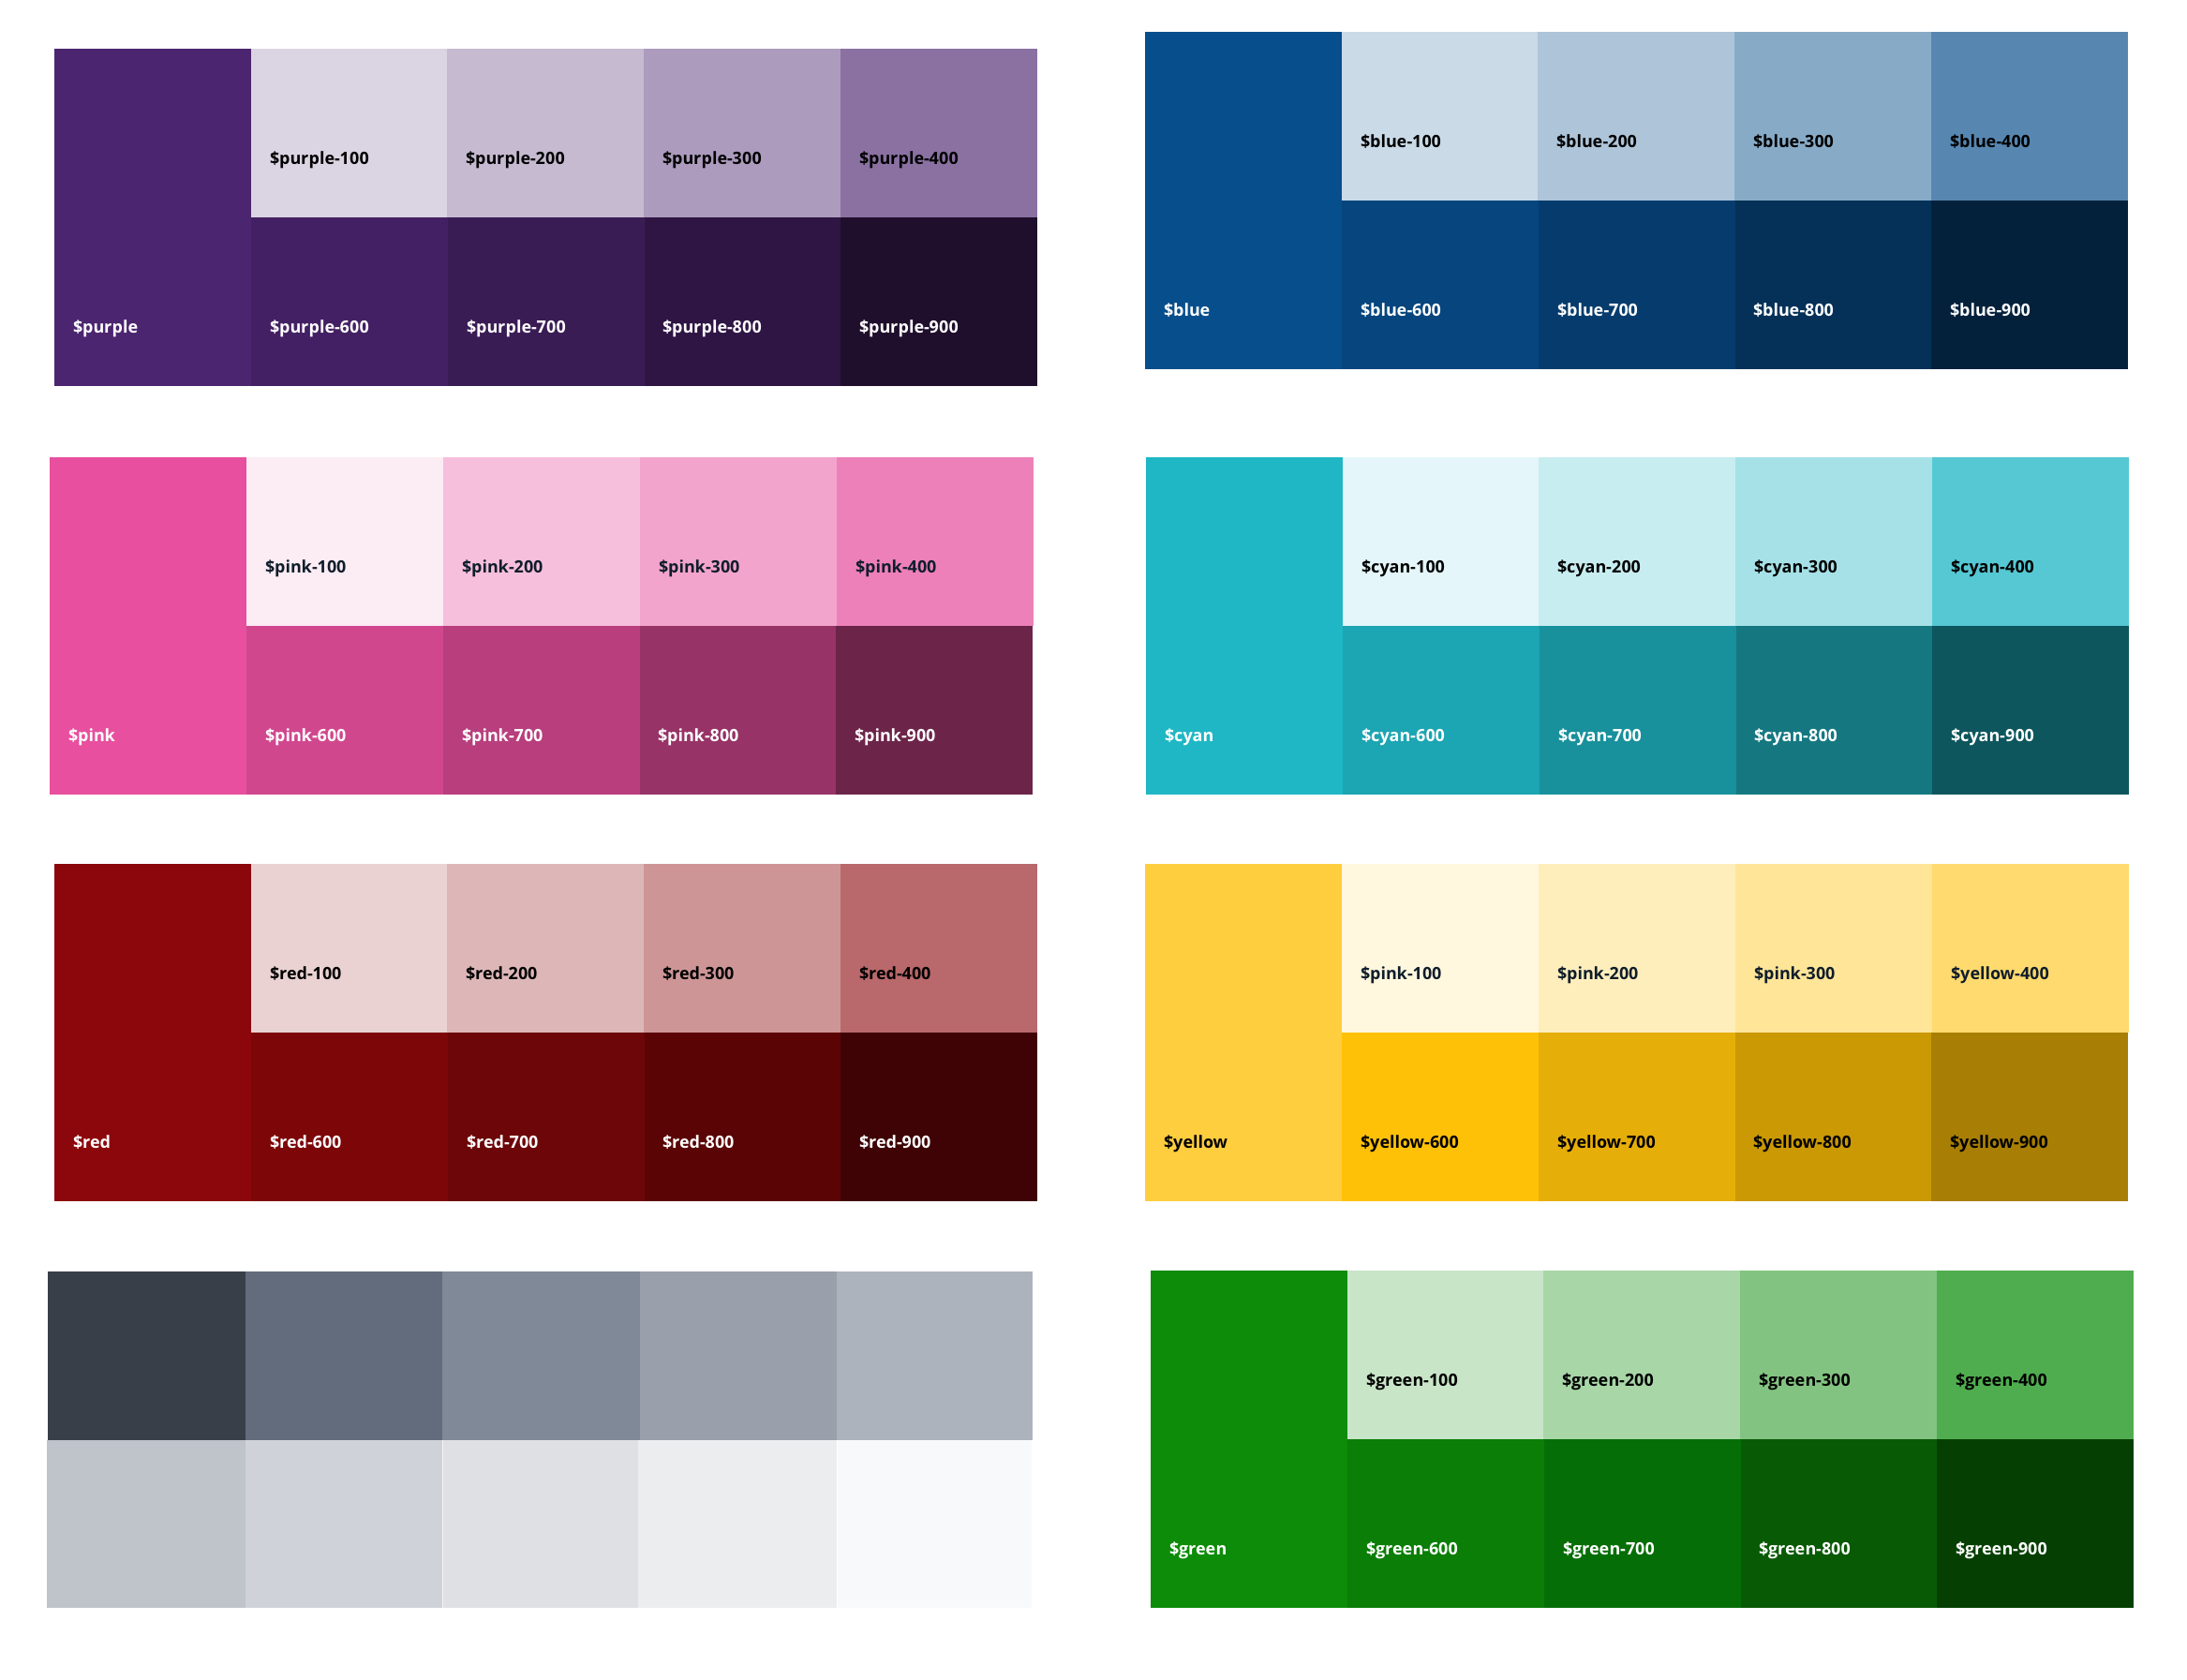 $purple-100 $purple-200 $purple-300 $purple-400
$purple $purple-600 $purple-700 $purple-800 $purple-900
$blue-100 $blue-200 $blue-300 $blue-400
$blue $blue-600 $blue-700 $blue-800 $blue-900
$pink-100 $pink-200 $pink-300 $pink-400
$pink $pink-600 $pink-700 $pink-800 $pink-900
$cyan-100 $cyan-200 $cyan-300 $cyan-400
$cyan $cyan-600 $cyan-700 $cyan-800 $cyan-900
$red-100 $red-200 $red-300 $red-400
$red $red-600 $red-700 $red-800 $red-900
$pink-100 $pink-200 $pink-300 $yellow-400
$yellow $yellow-600 $yellow-700 $yellow-800 $yellow-900
$green-100 $green-200 $green-300 $green-400
$green $green-600 $green-700 $green-800 $green-900